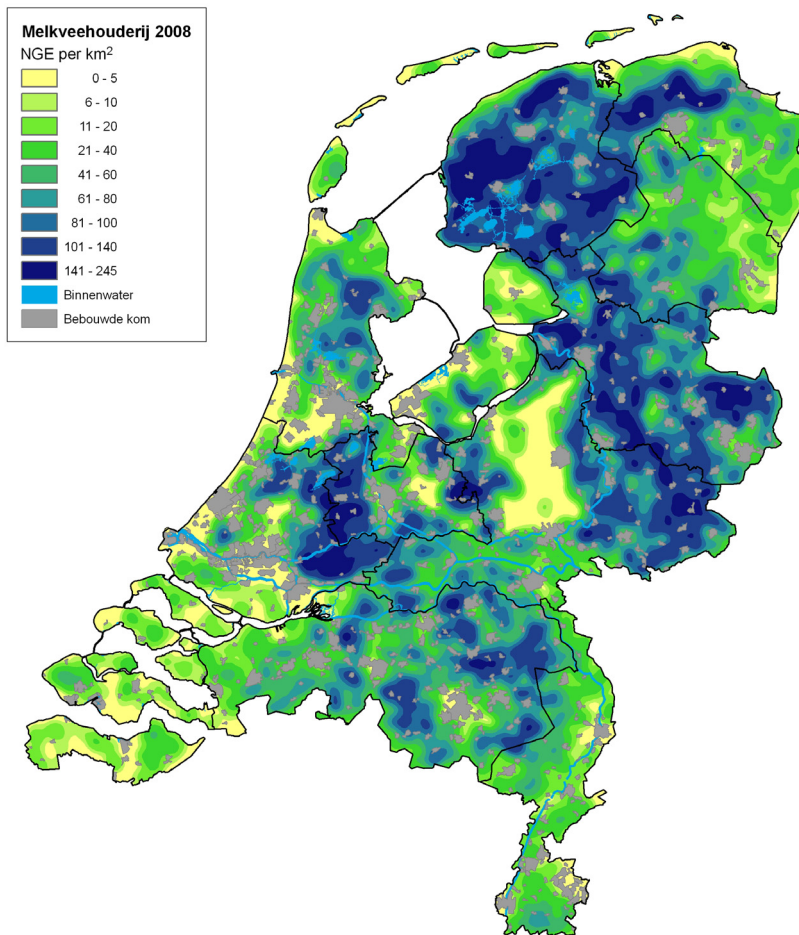 Melkveehouderij 2008
NGE per km²
0 - 5
6 - 10
11 - 20
21 - 40
41 - 60
61 - 80
81 - 100
101 - 140
141 - 245
Binnenwater
Bebouwde kom